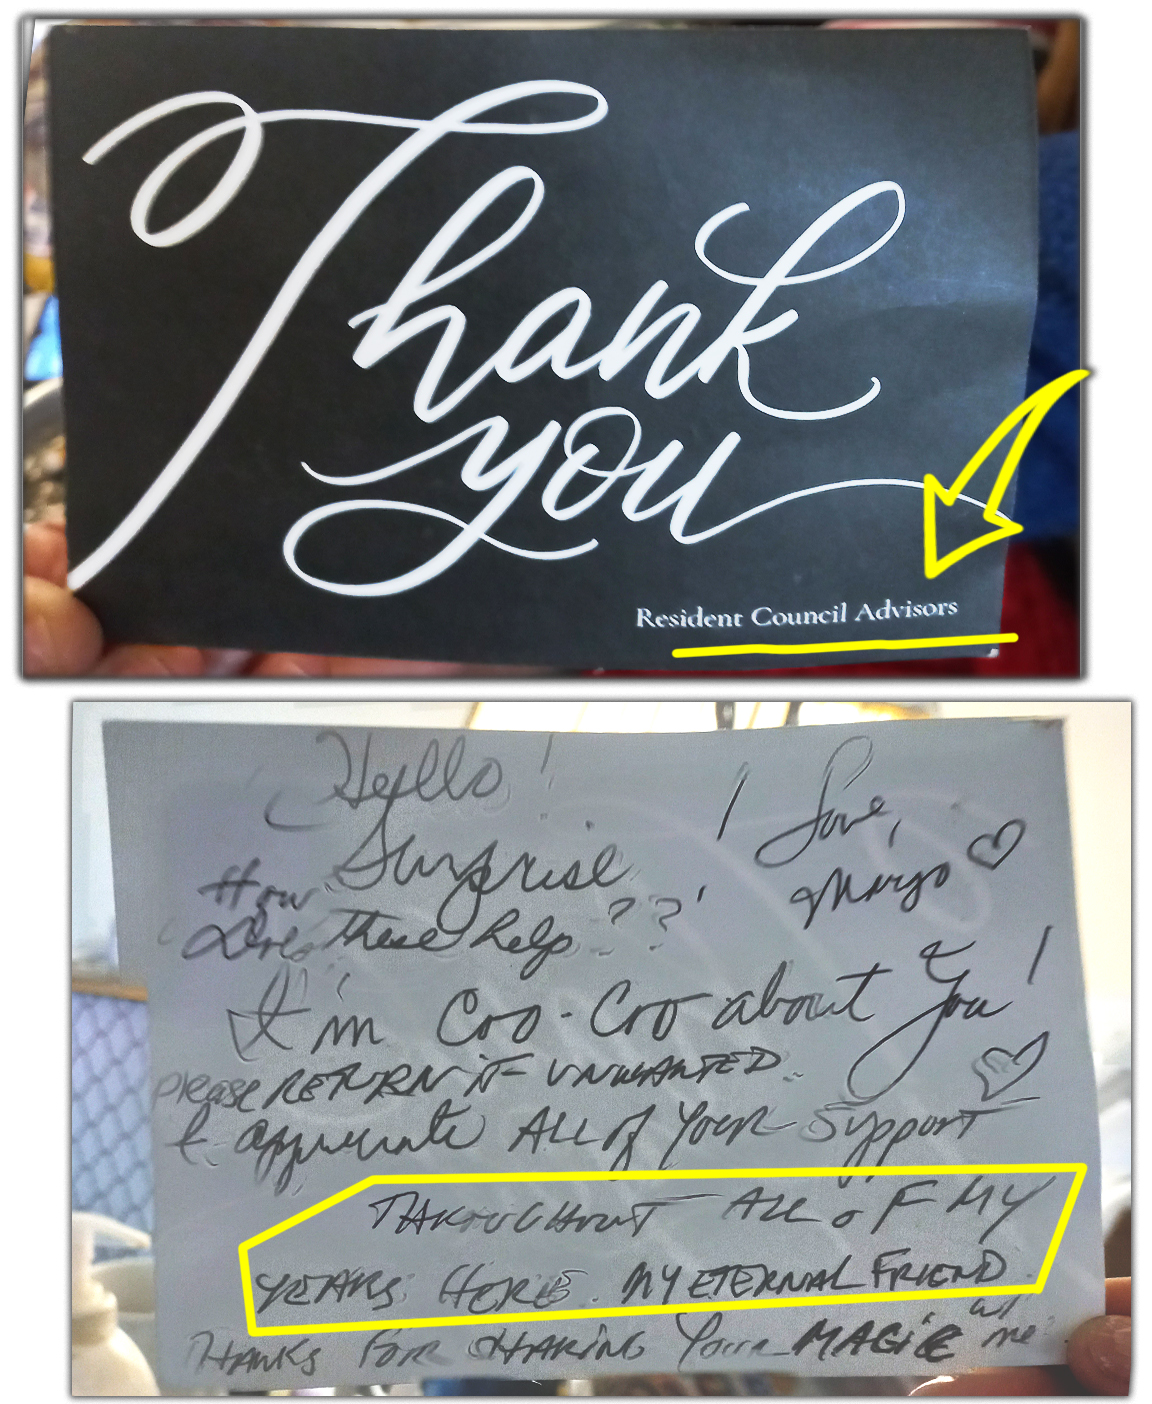 Thank
you
Resident Council Advisors
Hello!
Surprise!
How
Does these help??
Love,
Margo
I'm Coo-Coo about You!
please RETURN if UNWANTED.
I appreciate ALL of Your Support
THROUGHOUT ALL OF MY
YEARS HERE. MY ETERNAL FRIEND.
THANKS FOR SHARING Your MAGIC w/ me